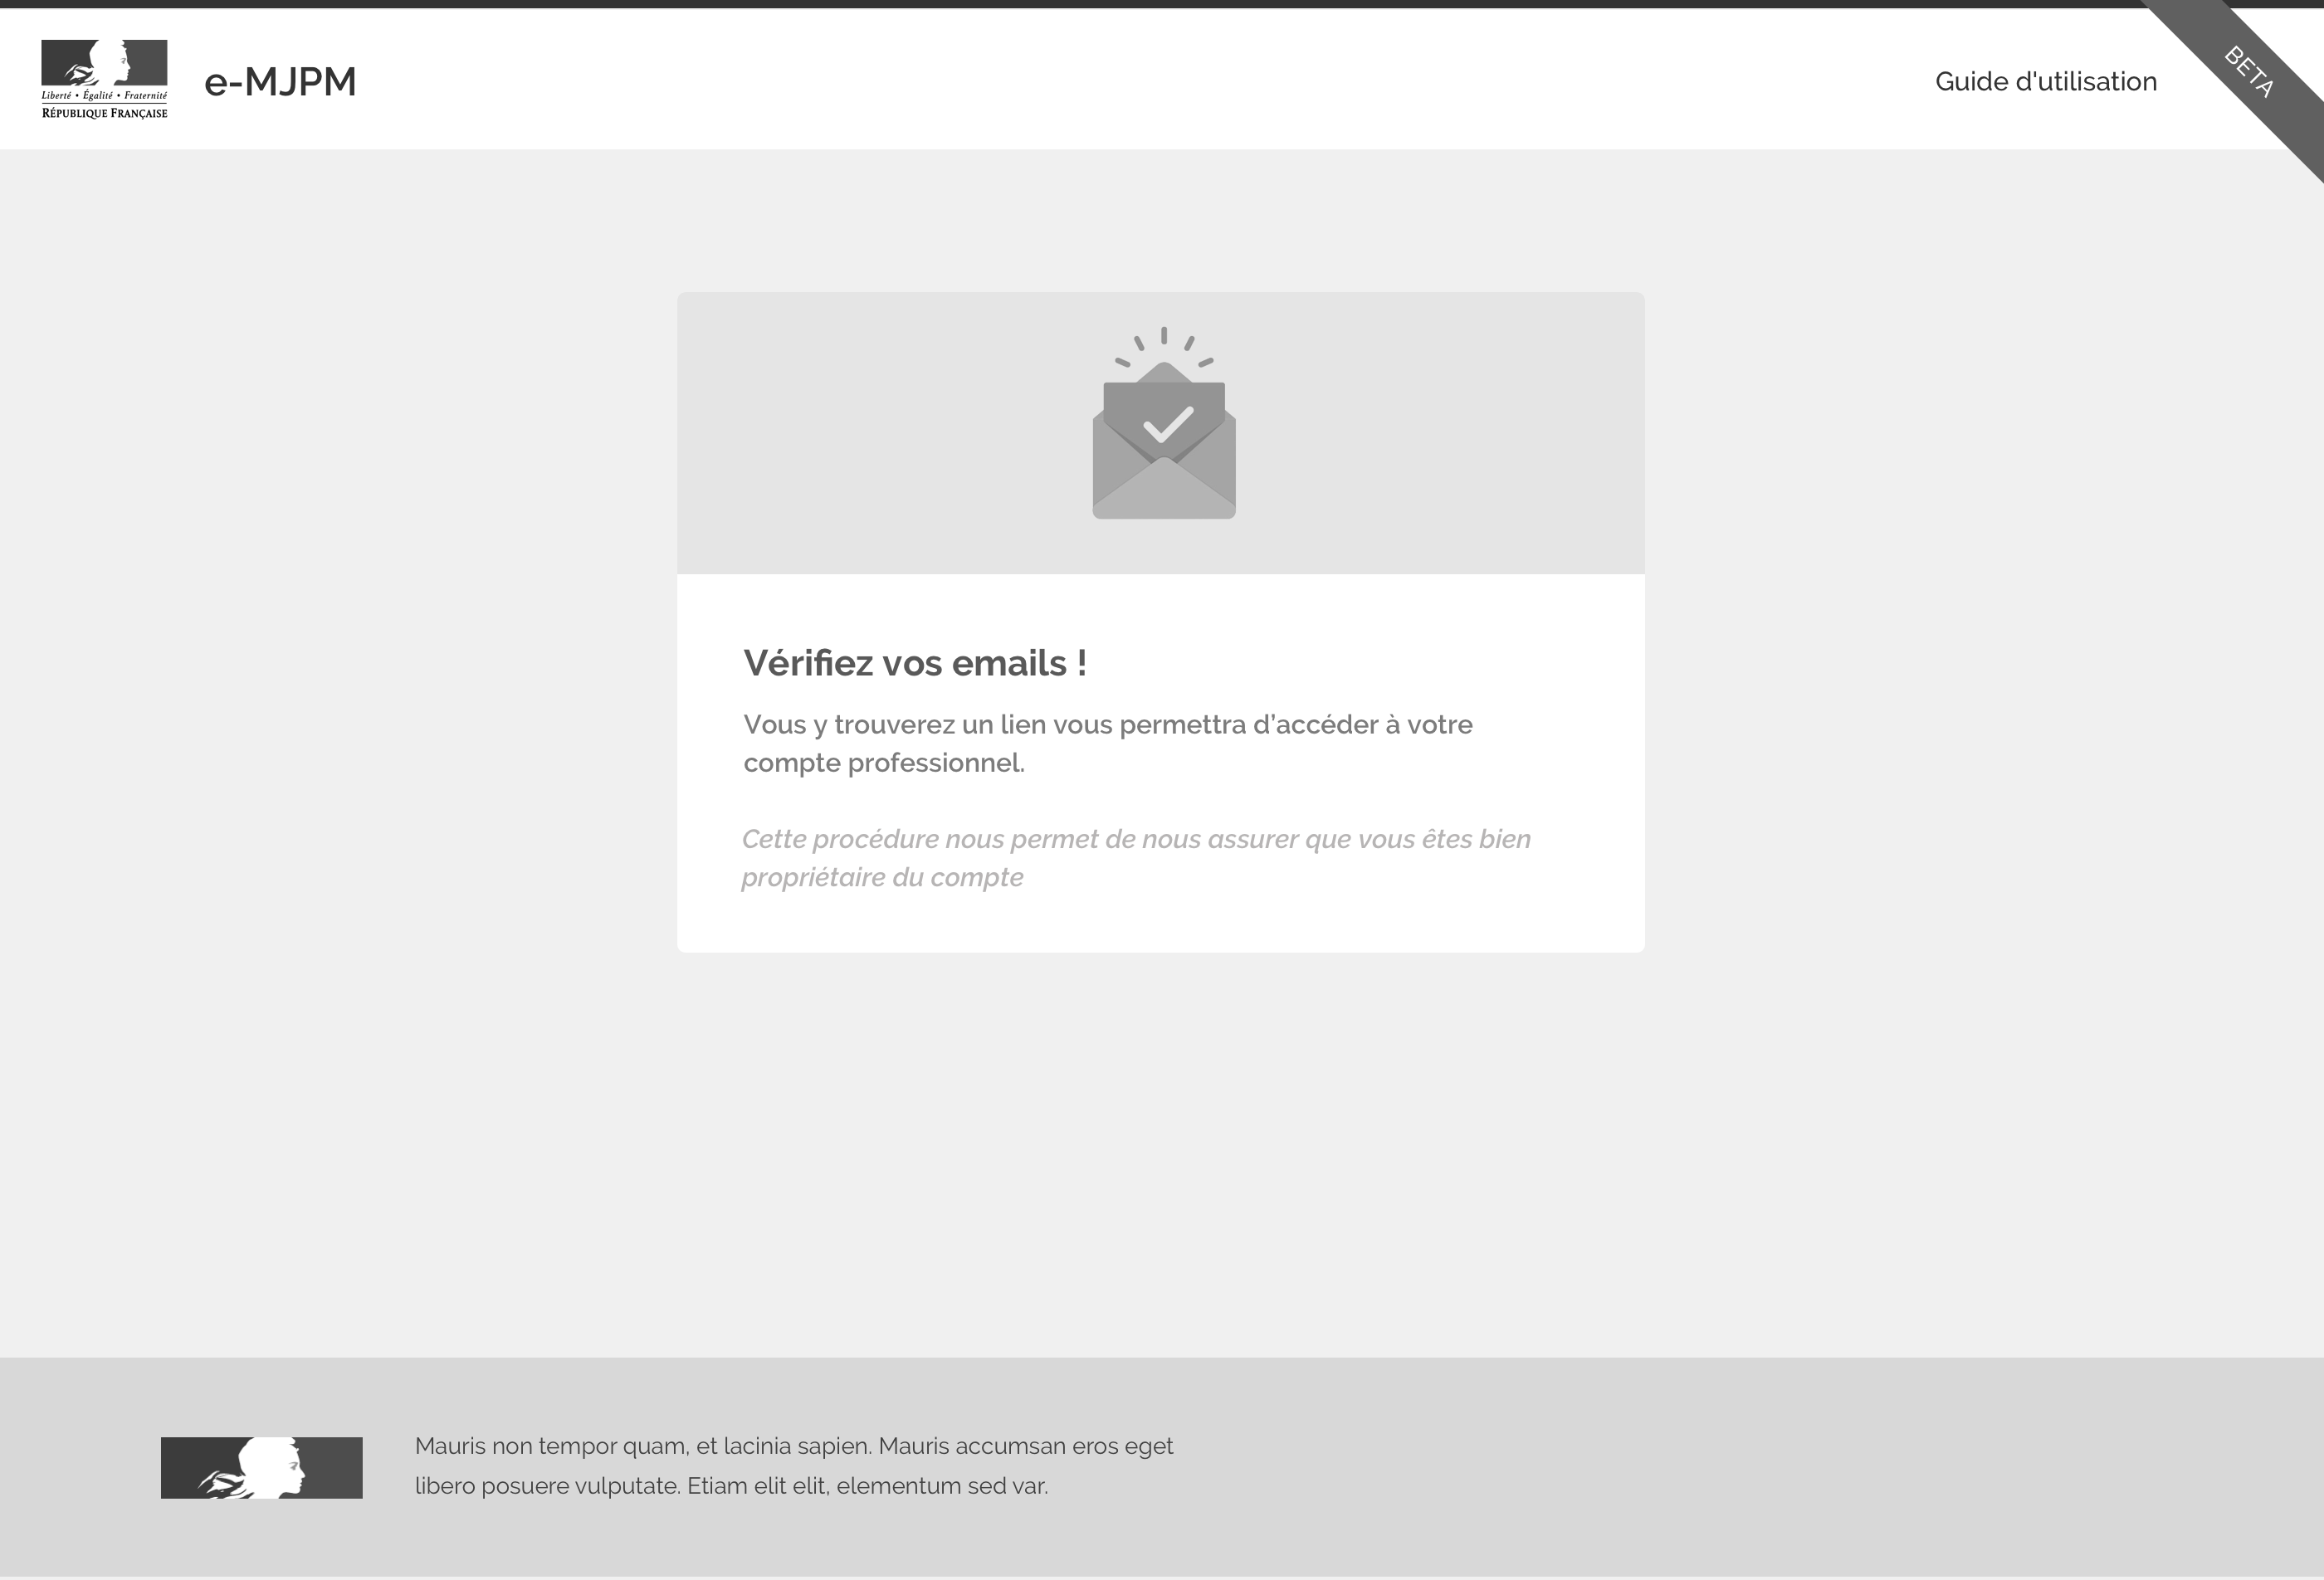 Liberté • Égalité • Fraternité
RÉPUBLIQUE FRANÇAISE
e-MJPM
Guide d'utilisation
BETA
Vérifiez vos emails !
Vous y trouverez un lien vous permettra d’accéder à votre
compte professionnel.
Cette procédure nous permet de nous assurer que vous êtes bien
propriétaire du compte
Mauris non tempor quam, et lacinia sapien. Mauris accumsan eros eget
libero posuere vulputate. Etiam elit elit, elementum sed var.